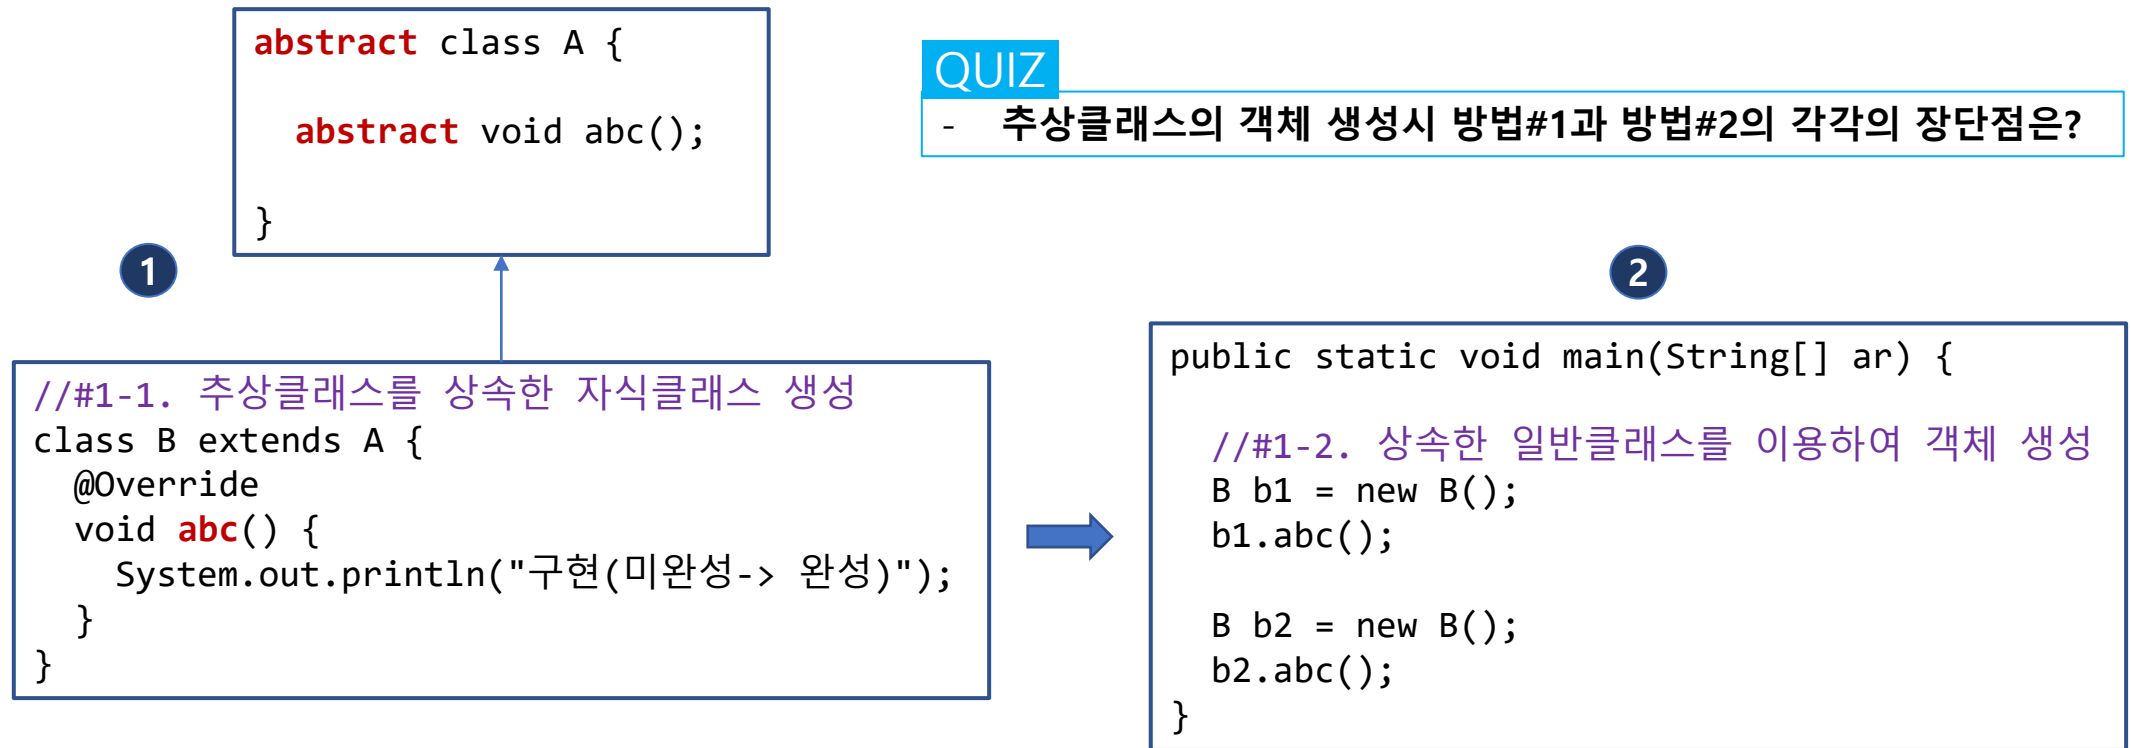 abstract class A {
abstract void abc();
}
QUIZ
- 추상클래스의 객체 생성시 방법#1과 방법#2의 각각의 장단점은?
1
//#1-1. 추상클래스를 상속한 자식클래스 생성
class B extends A {
@Override
void abc() {
System.out.println("구현(미완성-> 완성)");
}
}
2
public static void main(String[] ar) {
//#1-2. 상속한 일반클래스를 이용하여 객체 생성
B b1 = new B();
b1.abc();
B b2 = new B();
b2.abc();
}